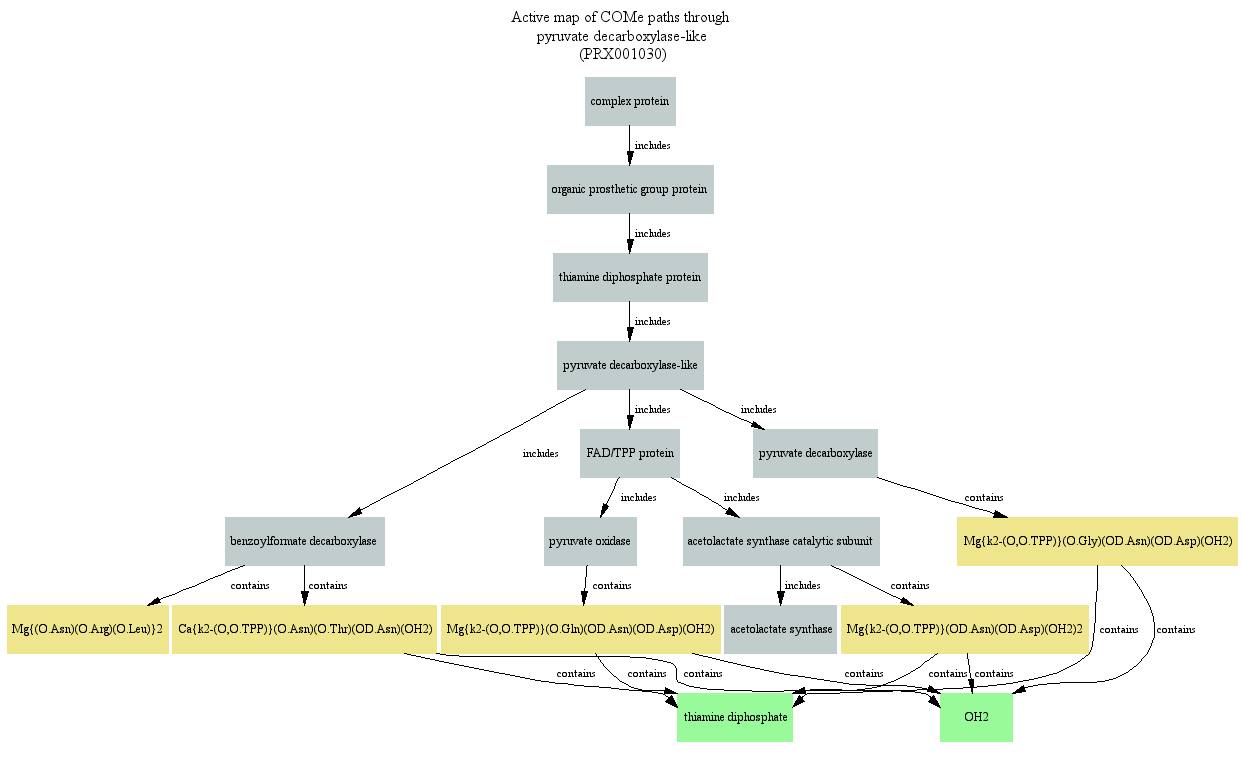 Active map of COMe paths through
pyruvate decarboxylase-like
(PRX001030)
complex protein
includes
organic prosthetic group protein
includes
thiamine diphosphate protein
includes
pyruvate decarboxylase-like
includes
includes
includes
FAD/TPP protein
pyruvate decarboxylase
includes
includes
contains
benzoylformate decarboxylase
pyruvate oxidase
acetolactate synthase catalytic subunit
Mg{k2-(O,O.TPP)}(O.Gly)(OD.Asn)(OD.Asp)(OH2)
contains
contains
contains
includes
contains
Mg{(O.Asn)(O.Arg)(O.Leu)}2
Ca{k2-(O,O.TPP)}(O.Asn)(O.Thr)(OD.Asn)(OH2)
Mg{k2-(O,O.TPP)}(O.Gln)(OD.Asn)(OD.Asp)(OH2)
acetolactate synthase
Mg{k2-(O,O.TPP)}(OD.Asn)(OD.Asp)(OH2)2
contains
contains
contains
contains
contains
contains
contains
contains
thiamine diphosphate
OH2